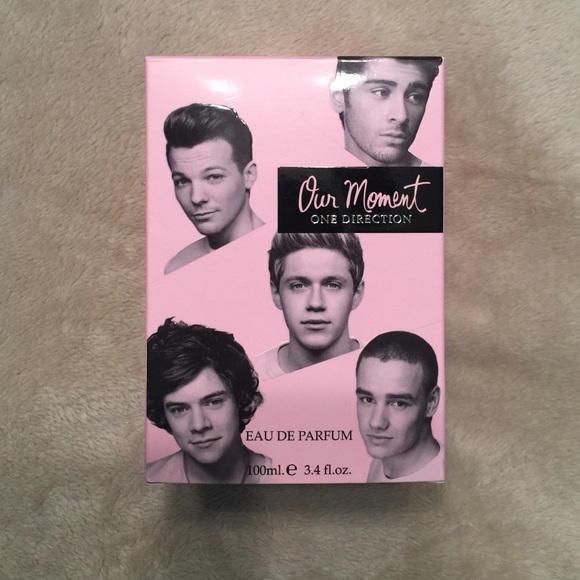 Our Moment
ONE DIRECTION
EAU DE PARFUM
100ml.e 3.4 fl.oz.